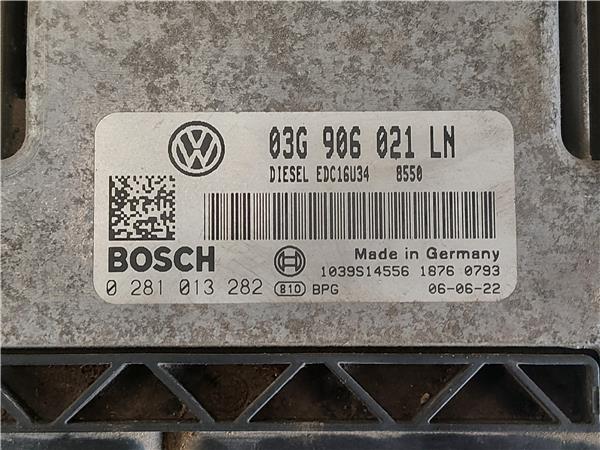 03G 906 021 LN
DIESEL EDC16U34 8550
BOSCH
Made in Germany
1039S14556 1876 0793
0 281 013 282 810 BPG 06-06-22